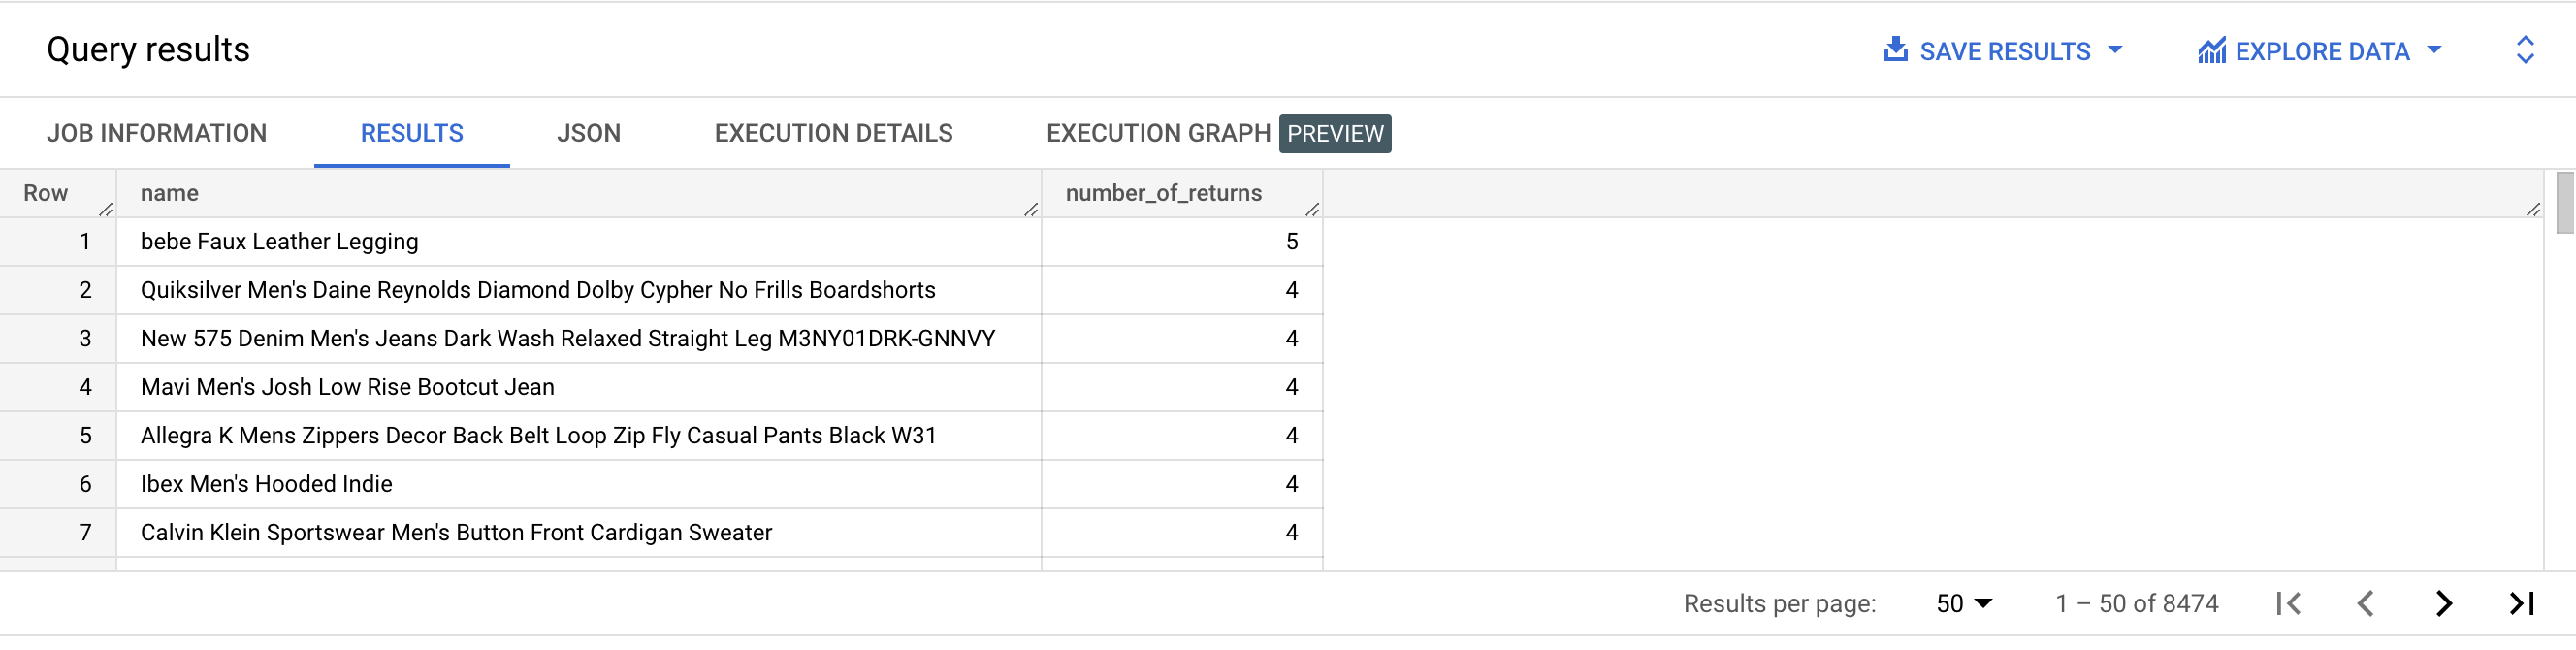 Query results
SAVE RESULTS
EXPLORE DATA
JOB INFORMATION
RESULTS
JSON
EXECUTION DETAILS
EXECUTION GRAPH PREVIEW
Row name number_of_returns
1 bebe Faux Leather Legging 5
2 Quiksilver Men's Daine Reynolds Diamond Dolby Cypher No Frills Boardshorts 4
3 New 575 Denim Men's Jeans Dark Wash Relaxed Straight Leg M3NY01DRK-GNNVY 4
4 Mavi Men's Josh Low Rise Bootcut Jean 4
5 Allegra K Mens Zippers Decor Back Belt Loop Zip Fly Casual Pants Black W31 4
6 Ibex Men's Hooded Indie 4
7 Calvin Klein Sportswear Men's Button Front Cardigan Sweater 4
Results per page: 50 1 – 50 of 8474